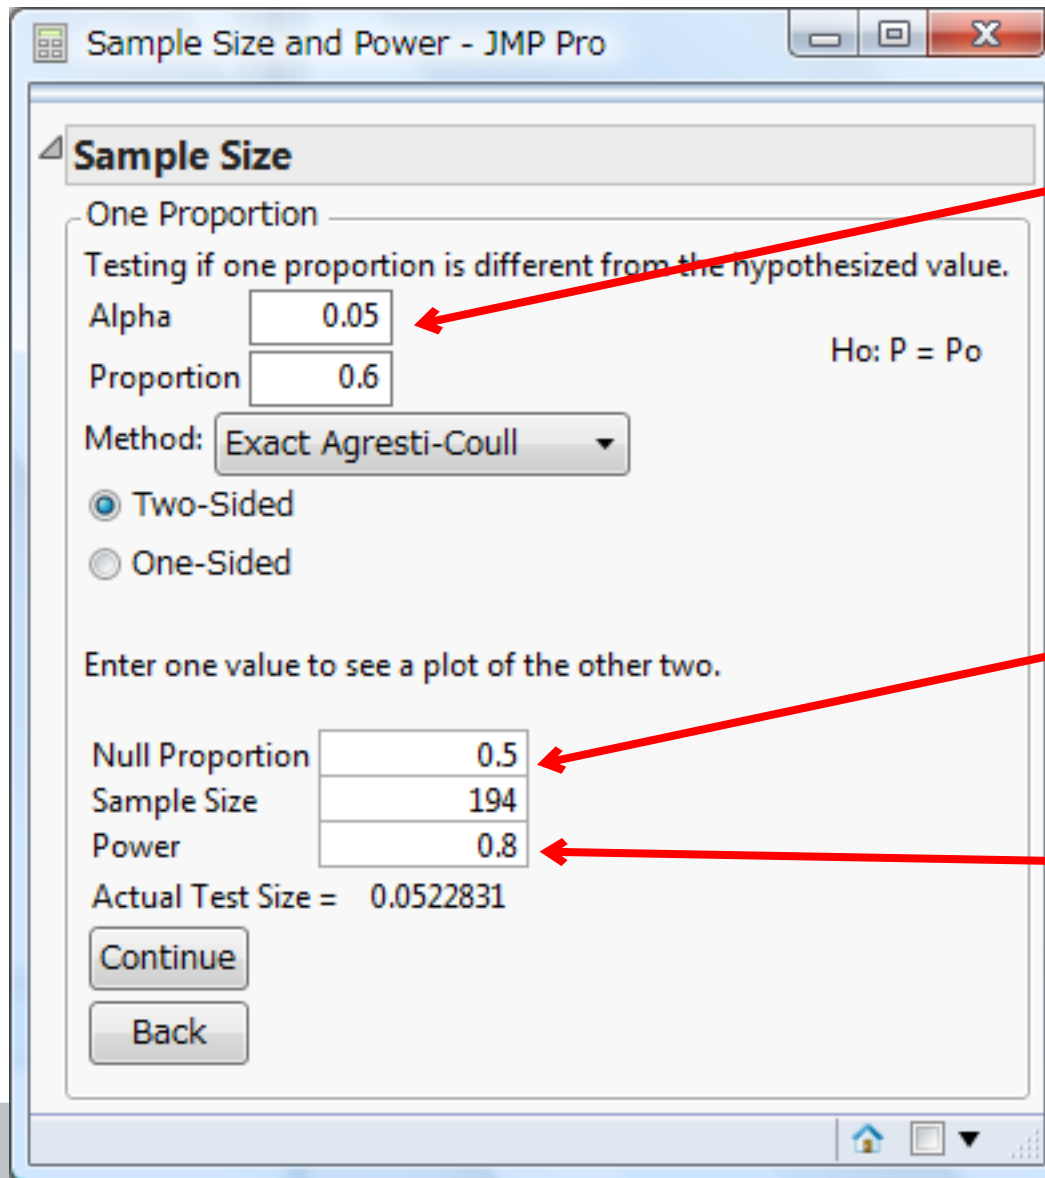 Sample Size and Power - JMP Pro
Sample Size
One Proportion
Testing if one proportion is different from the hypothesized value.
Alpha 0.05
Ho: P = Po
Proportion 0.6
Method: Exact Agresti-Coull
Two-Sided
One-Sided
Enter one value to see a plot of the other two.
Null Proportion 0.5
Sample Size 194
Power 0.8
Actual Test Size = 0.0522831
Continue
Back